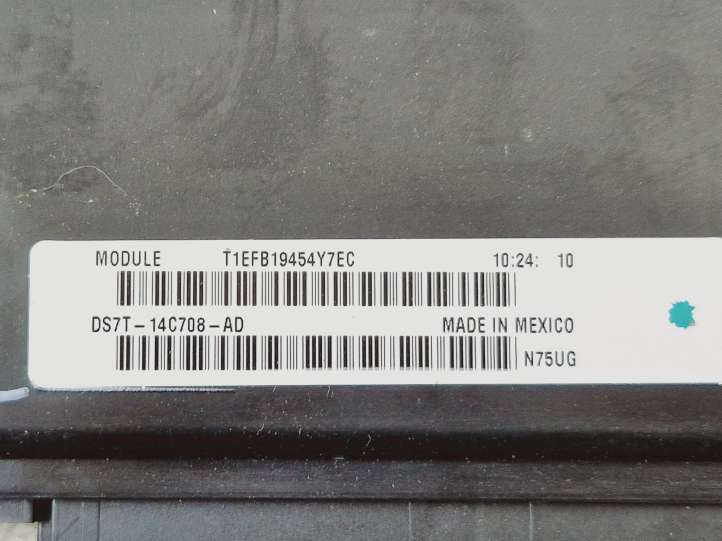 MODULE T1EFB19454Y7EC 10:24: 10
DS7T-14C708-AD MADE IN MEXICO
N75UG